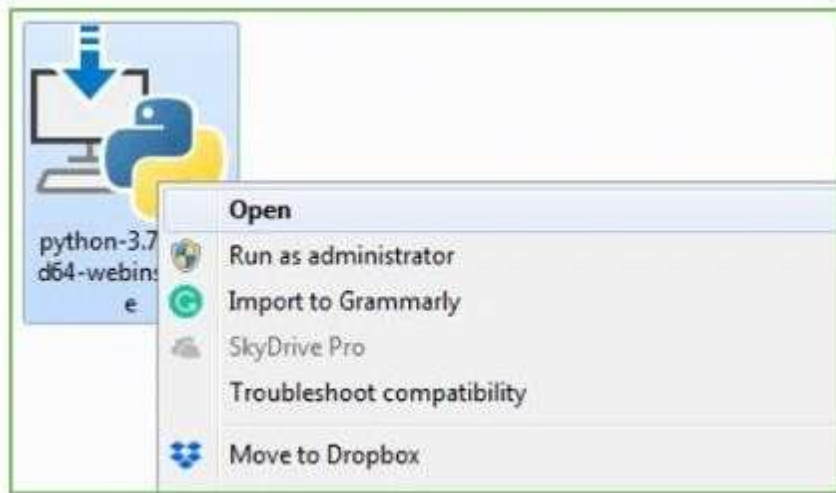 python-3.7
d64-webins
e
Open
Run as administrator
Import to Grammarly
SkyDrive Pro
Troubleshoot compatibility
Move to Dropbox